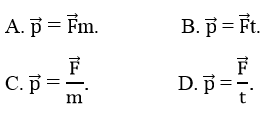 A. p⃗ = F⃗m. B. p⃗ = F⃗t.
C. p⃗ = F⃗/m. D. p⃗ = F⃗/t.